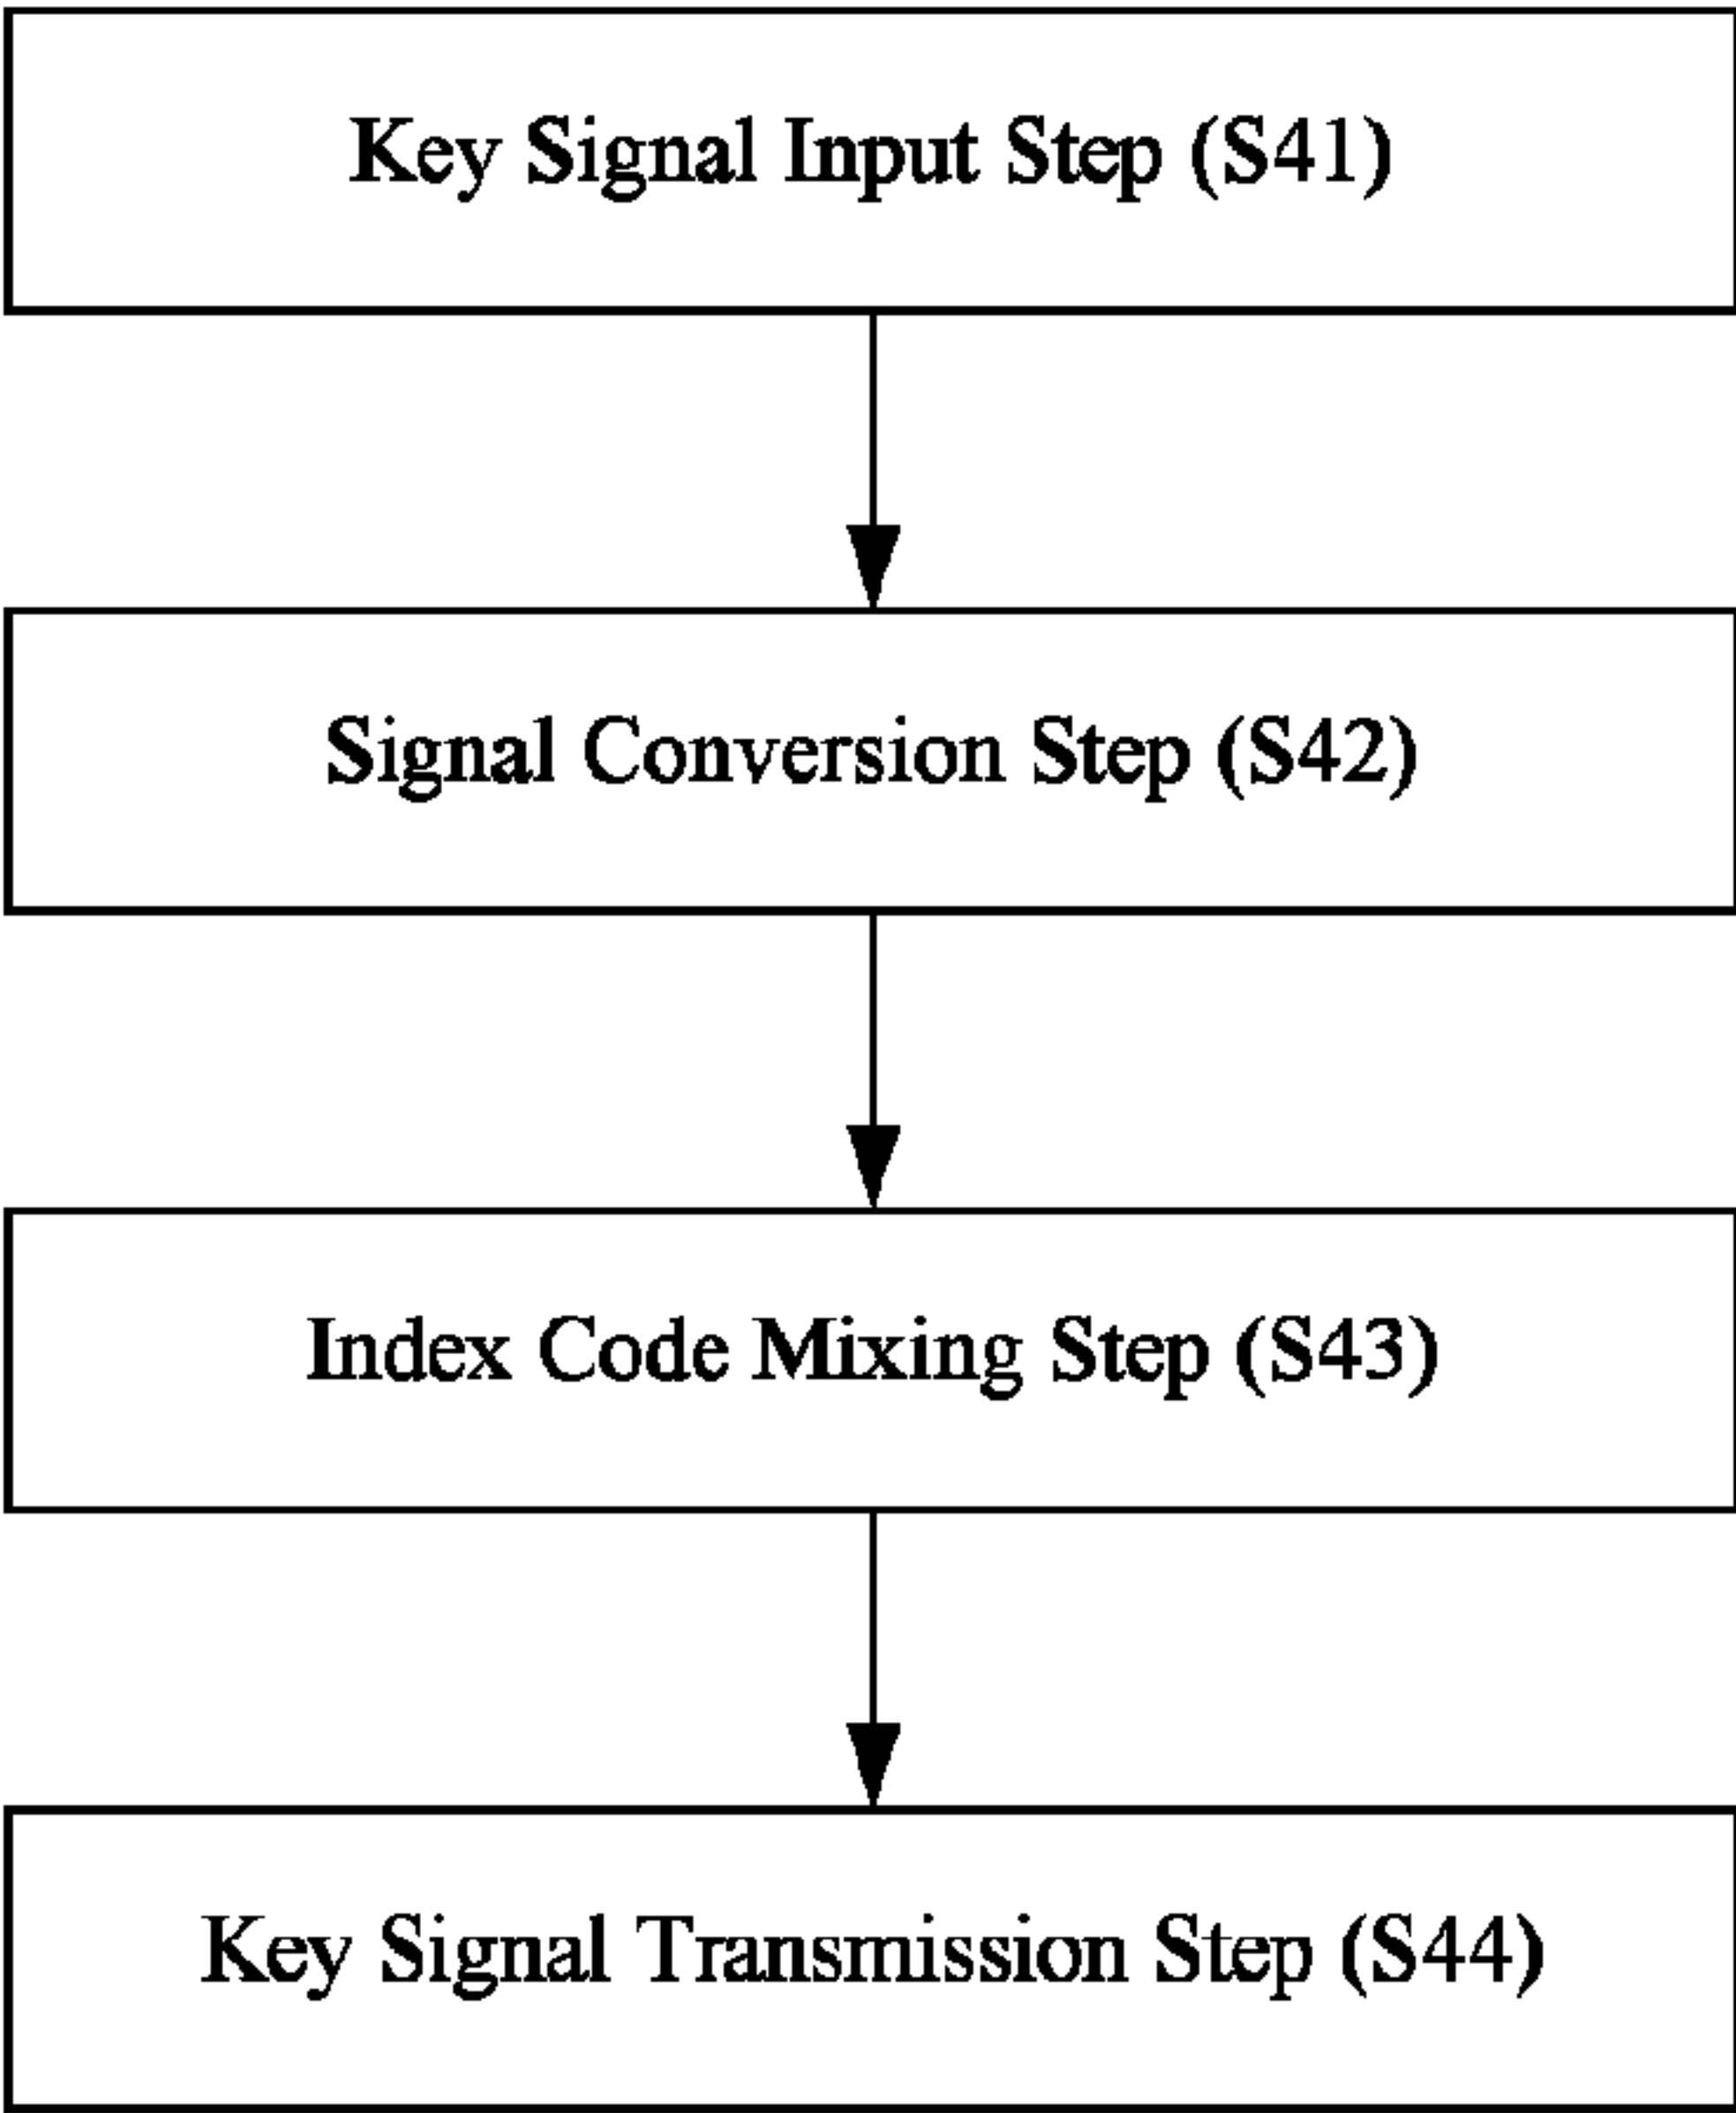 Key Signal Input Step (S41)
Signal Conversion Step (S42)
Index Code Mixing Step (S43)
Key Signal Transmission Step (S44)